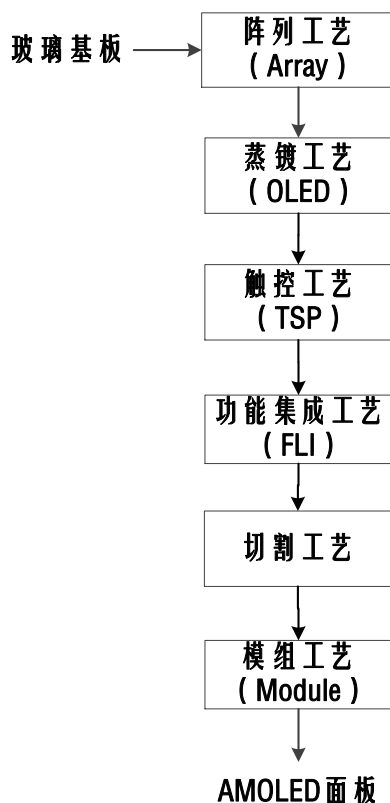 玻璃基板
阵列工艺
(Array)
蒸镀工艺
(OLED)
触控工艺
(TSP)
功能集成工艺
(FLI)
切割工艺
模组工艺
(Module)
AMOLED面板